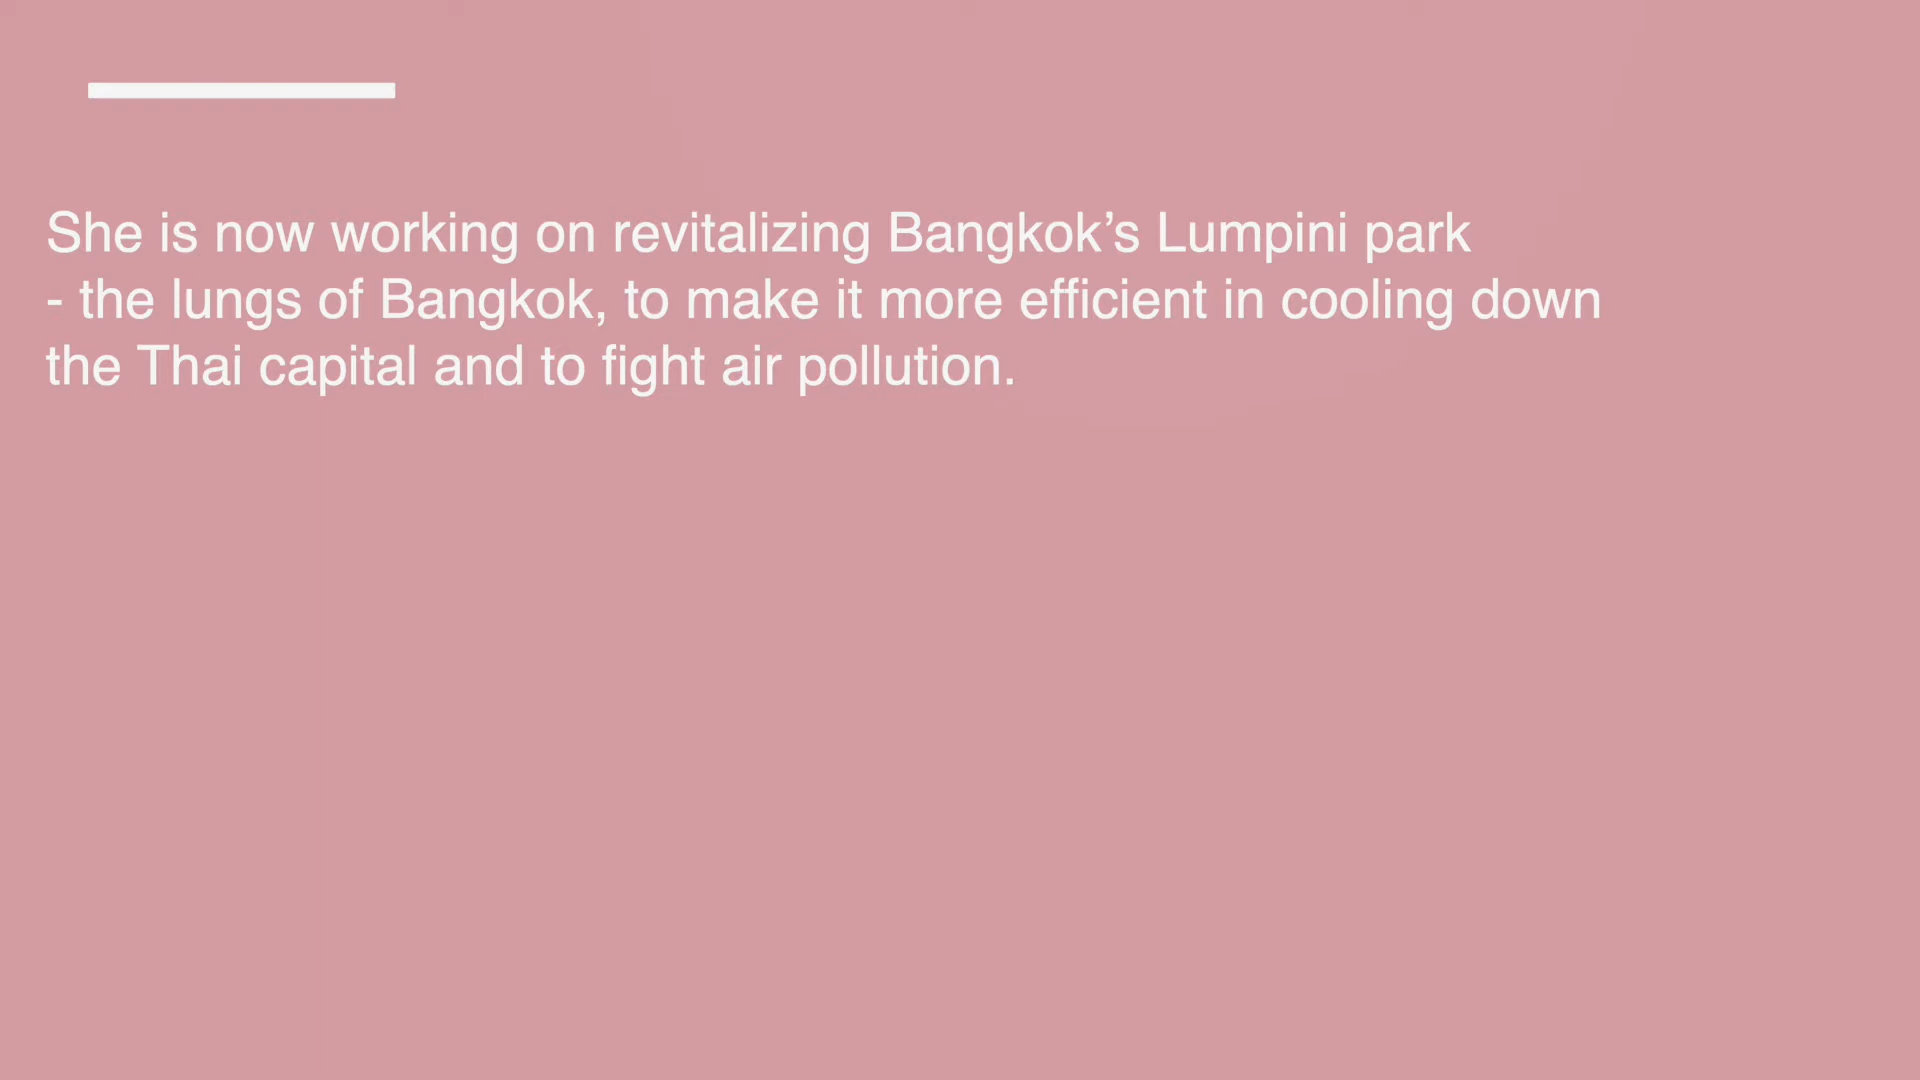 She is now working on revitalizing Bangkok’s Lumpini park
- the lungs of Bangkok, to make it more efficient in cooling down
the Thai capital and to fight air pollution.